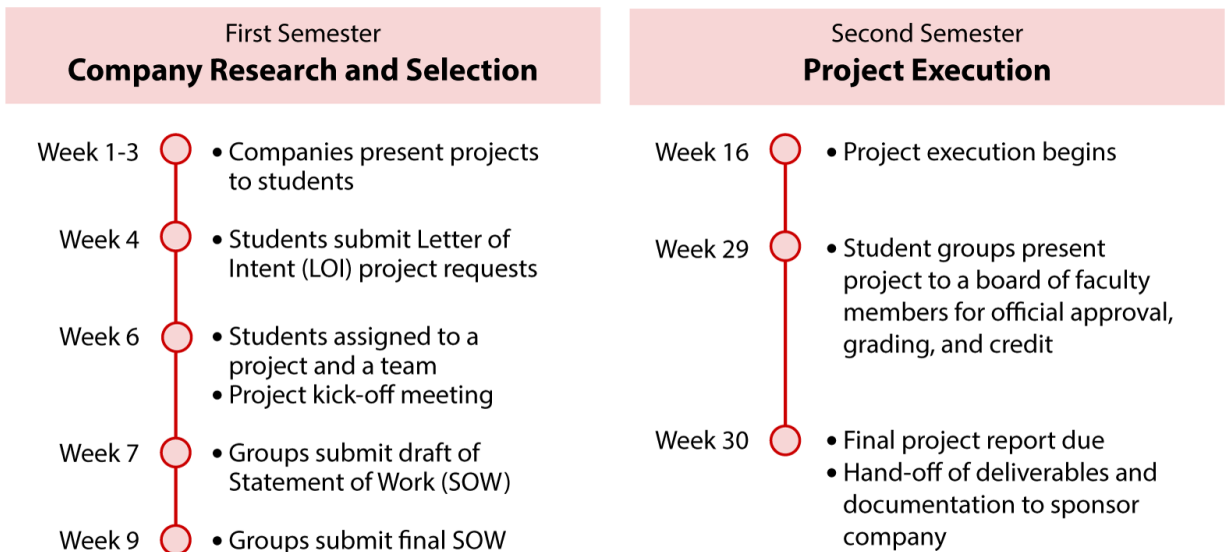 First Semester
Company Research and Selection
Week 1-3
• Companies present projects
to students
Week 4
• Students submit Letter of
Intent (LOI) project requests
Week 6
• Students assigned to a
project and a team
• Project kick-off meeting
Week 7
• Groups submit draft of
Statement of Work (SOW)
Week 9
• Groups submit final SOW
Second Semester
Project Execution
Week 16
• Project execution begins
Week 29
• Student groups present
project to a board of faculty
members for official approval,
grading, and credit
Week 30
• Final project report due
• Hand-off of deliverables and
documentation to sponsor
company